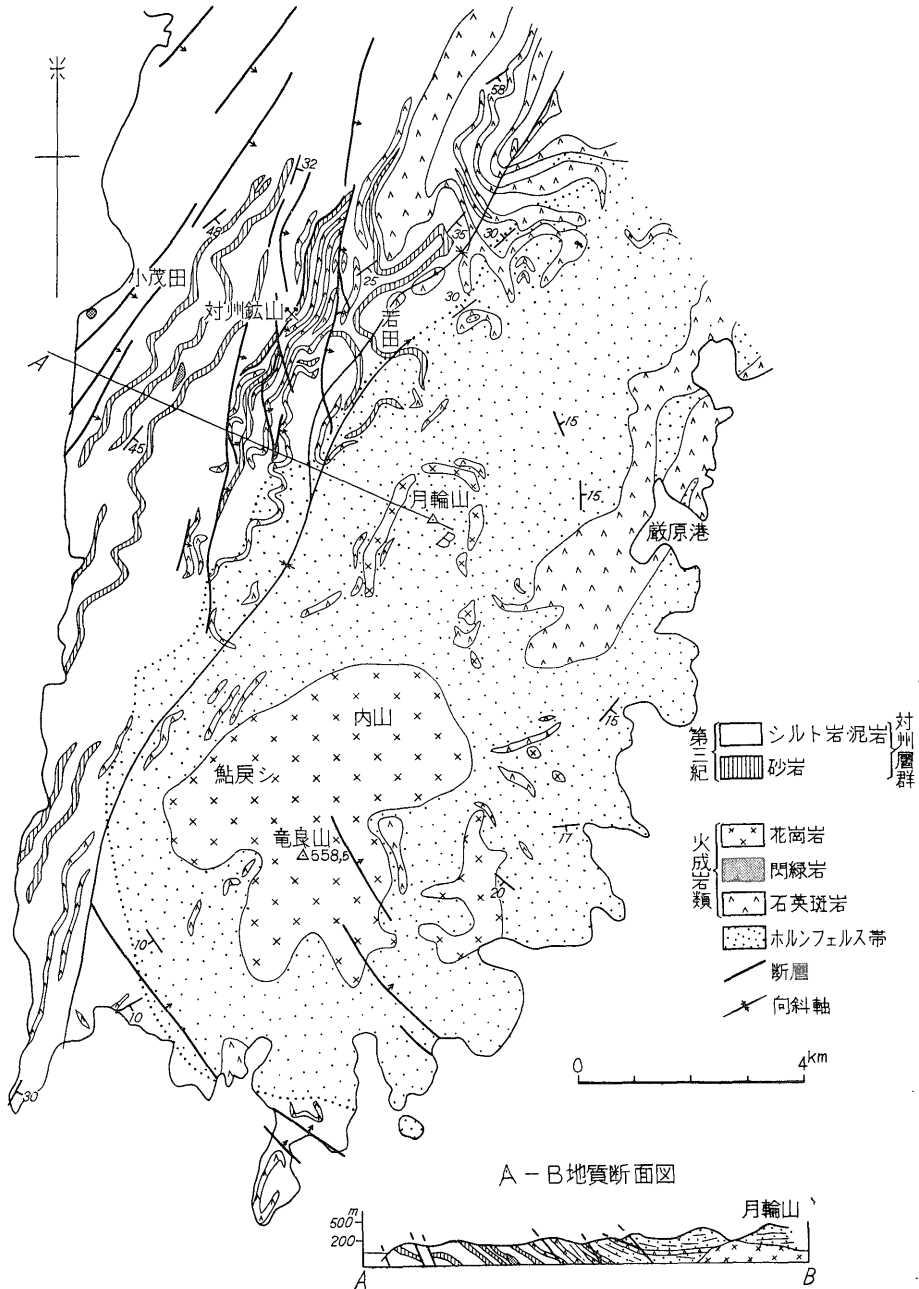 58
32
48
小茂田
対州鉱山
25
35
30
30
若田
A
45
15
15
月輪山
B
厳原港
内山
鮎戻シ
竜良山
△558,5
15
17
20
10
10
30
第三紀
シルト岩・泥岩
砂岩
対州層群
火成岩類
花崗岩
閃緑岩
石英斑岩
ホルンフェルス帯
断層
向斜軸
0 4km
A-B地質断面図
月輪山
m
500
200
A B